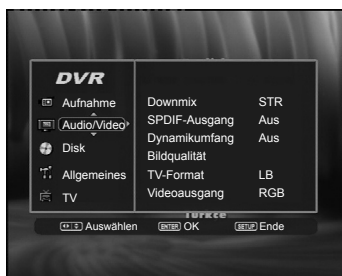 DVR
Aufnahme
Audio/Video
Disk
Allgemeines
TV
Downmix STR
SPDIF-Ausgang Aus
Dynamikumfang Aus
Bildqualität
TV-Format LB
Videoausgang RGB
Türkçe
Auswählen ENTER OK SETUP Ende